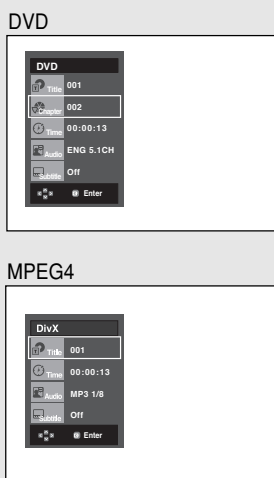 DVD
DVD
Title 001
Chapter 002
Time 00:00:13
Audio ENG 5.1CH
Subtitle Off
Enter
MPEG4
DivX
Title 001
Time 00:00:13
Audio MP3 1/8
Subtitle Off
Enter